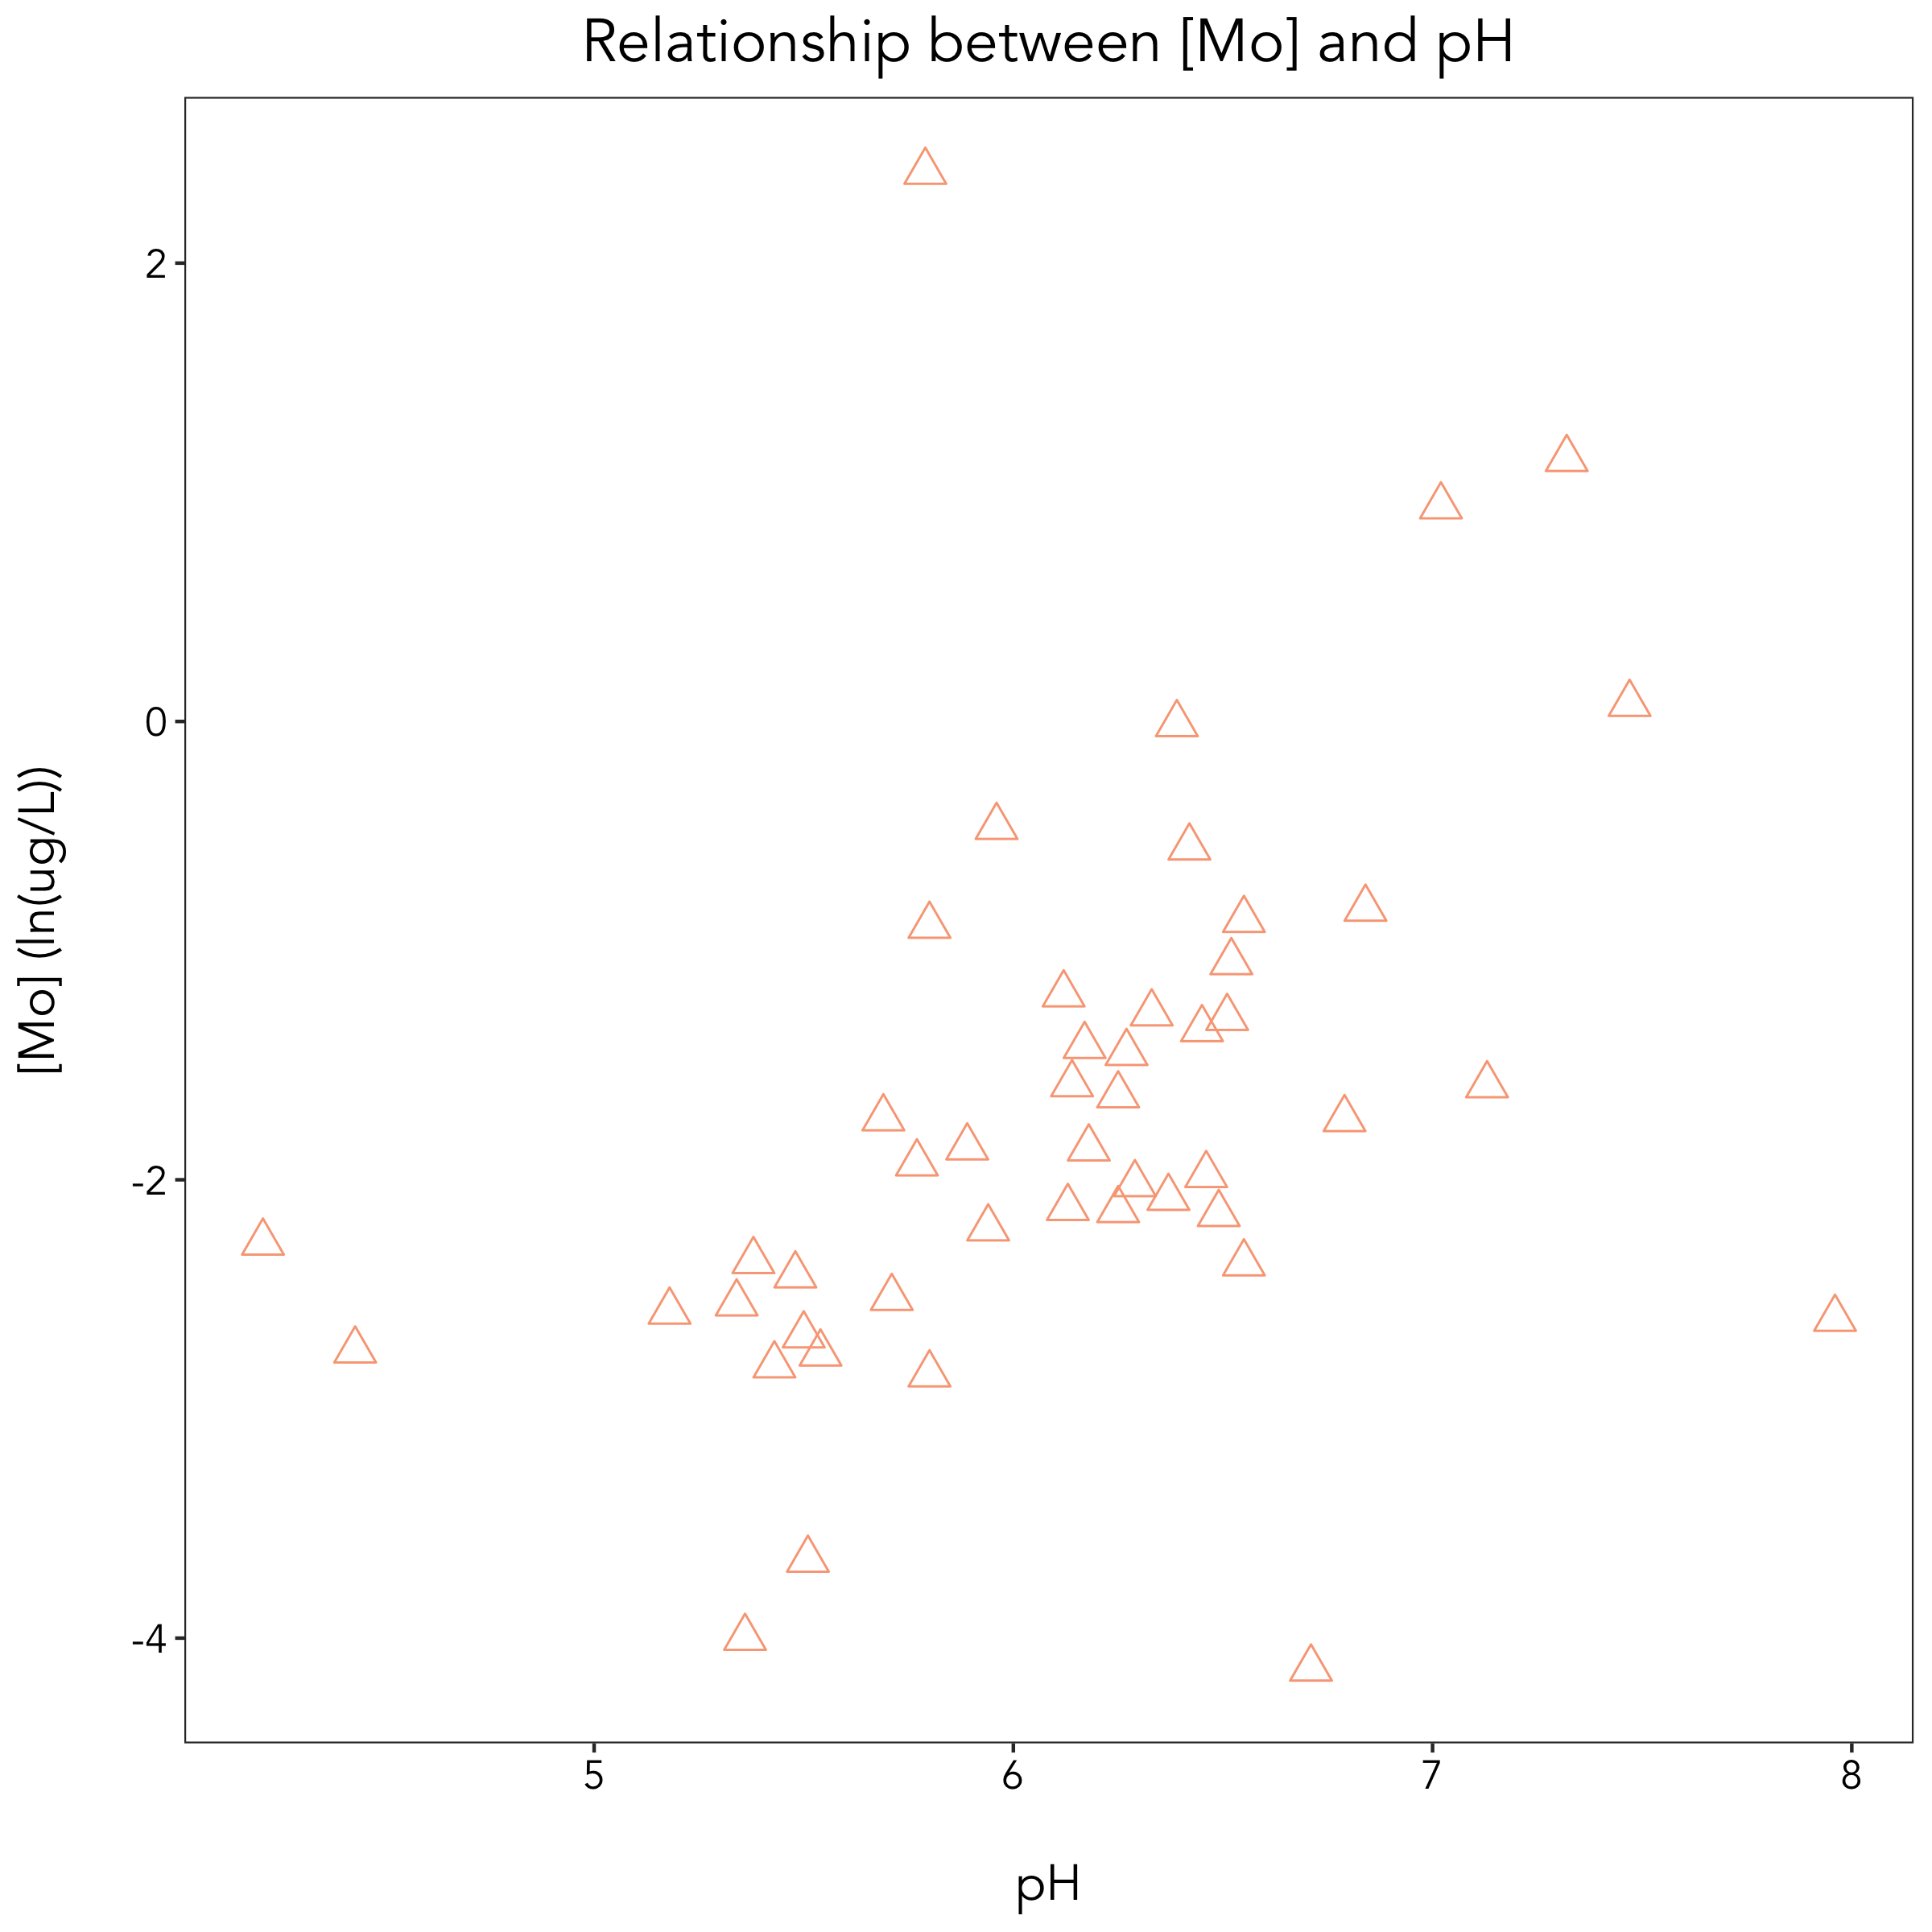 Relationship between [Mo] and pH
[Mo] (ln(ug/L))
2
0
-2
-4
5 6 7 8
pH